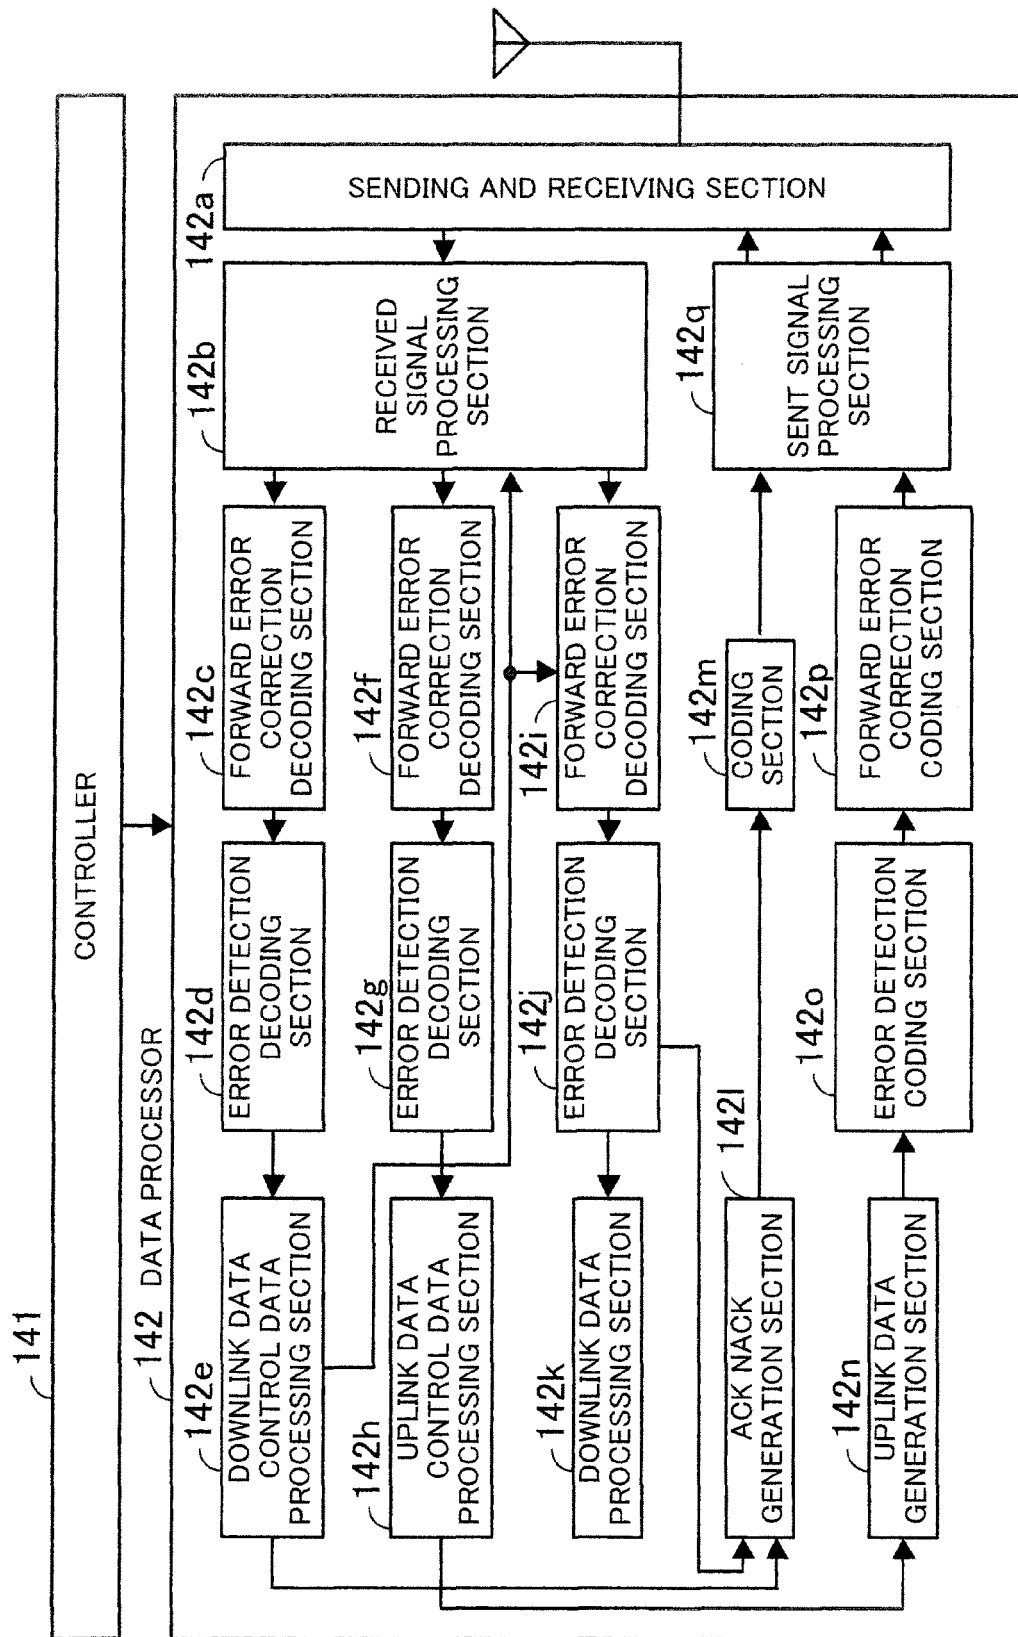 141
CONTROLLER
142 DATA PROCESSOR
142a
SENDING AND RECEIVING SECTION
142b
RECEIVED
SIGNAL
PROCESSING
SECTION
142q
SENT SIGNAL
PROCESSING
SECTION
142c
FORWARD ERROR
CORRECTION
DECODING SECTION
142f
FORWARD ERROR
CORRECTION
DECODING SECTION
142i
FORWARD ERROR
CORRECTION
DECODING SECTION
142m
CODING
SECTION
142p
FORWARD ERROR
CORRECTION
CODING SECTION
142d
ERROR DETECTION
DECODING
SECTION
142g
ERROR DETECTION
DECODING
SECTION
142j
ERROR DETECTION
DECODING
SECTION
142o
ERROR DETECTION
CODING SECTION
142e
DOWNLINK DATA
CONTROL DATA
PROCESSING SECTION
142h
UPLINK DATA
CONTROL DATA
PROCESSING SECTION
142k
DOWNLINK DATA
PROCESSING SECTION
142l
ACK NACK
GENERATION SECTION
142n
UPLINK DATA
GENERATION SECTION